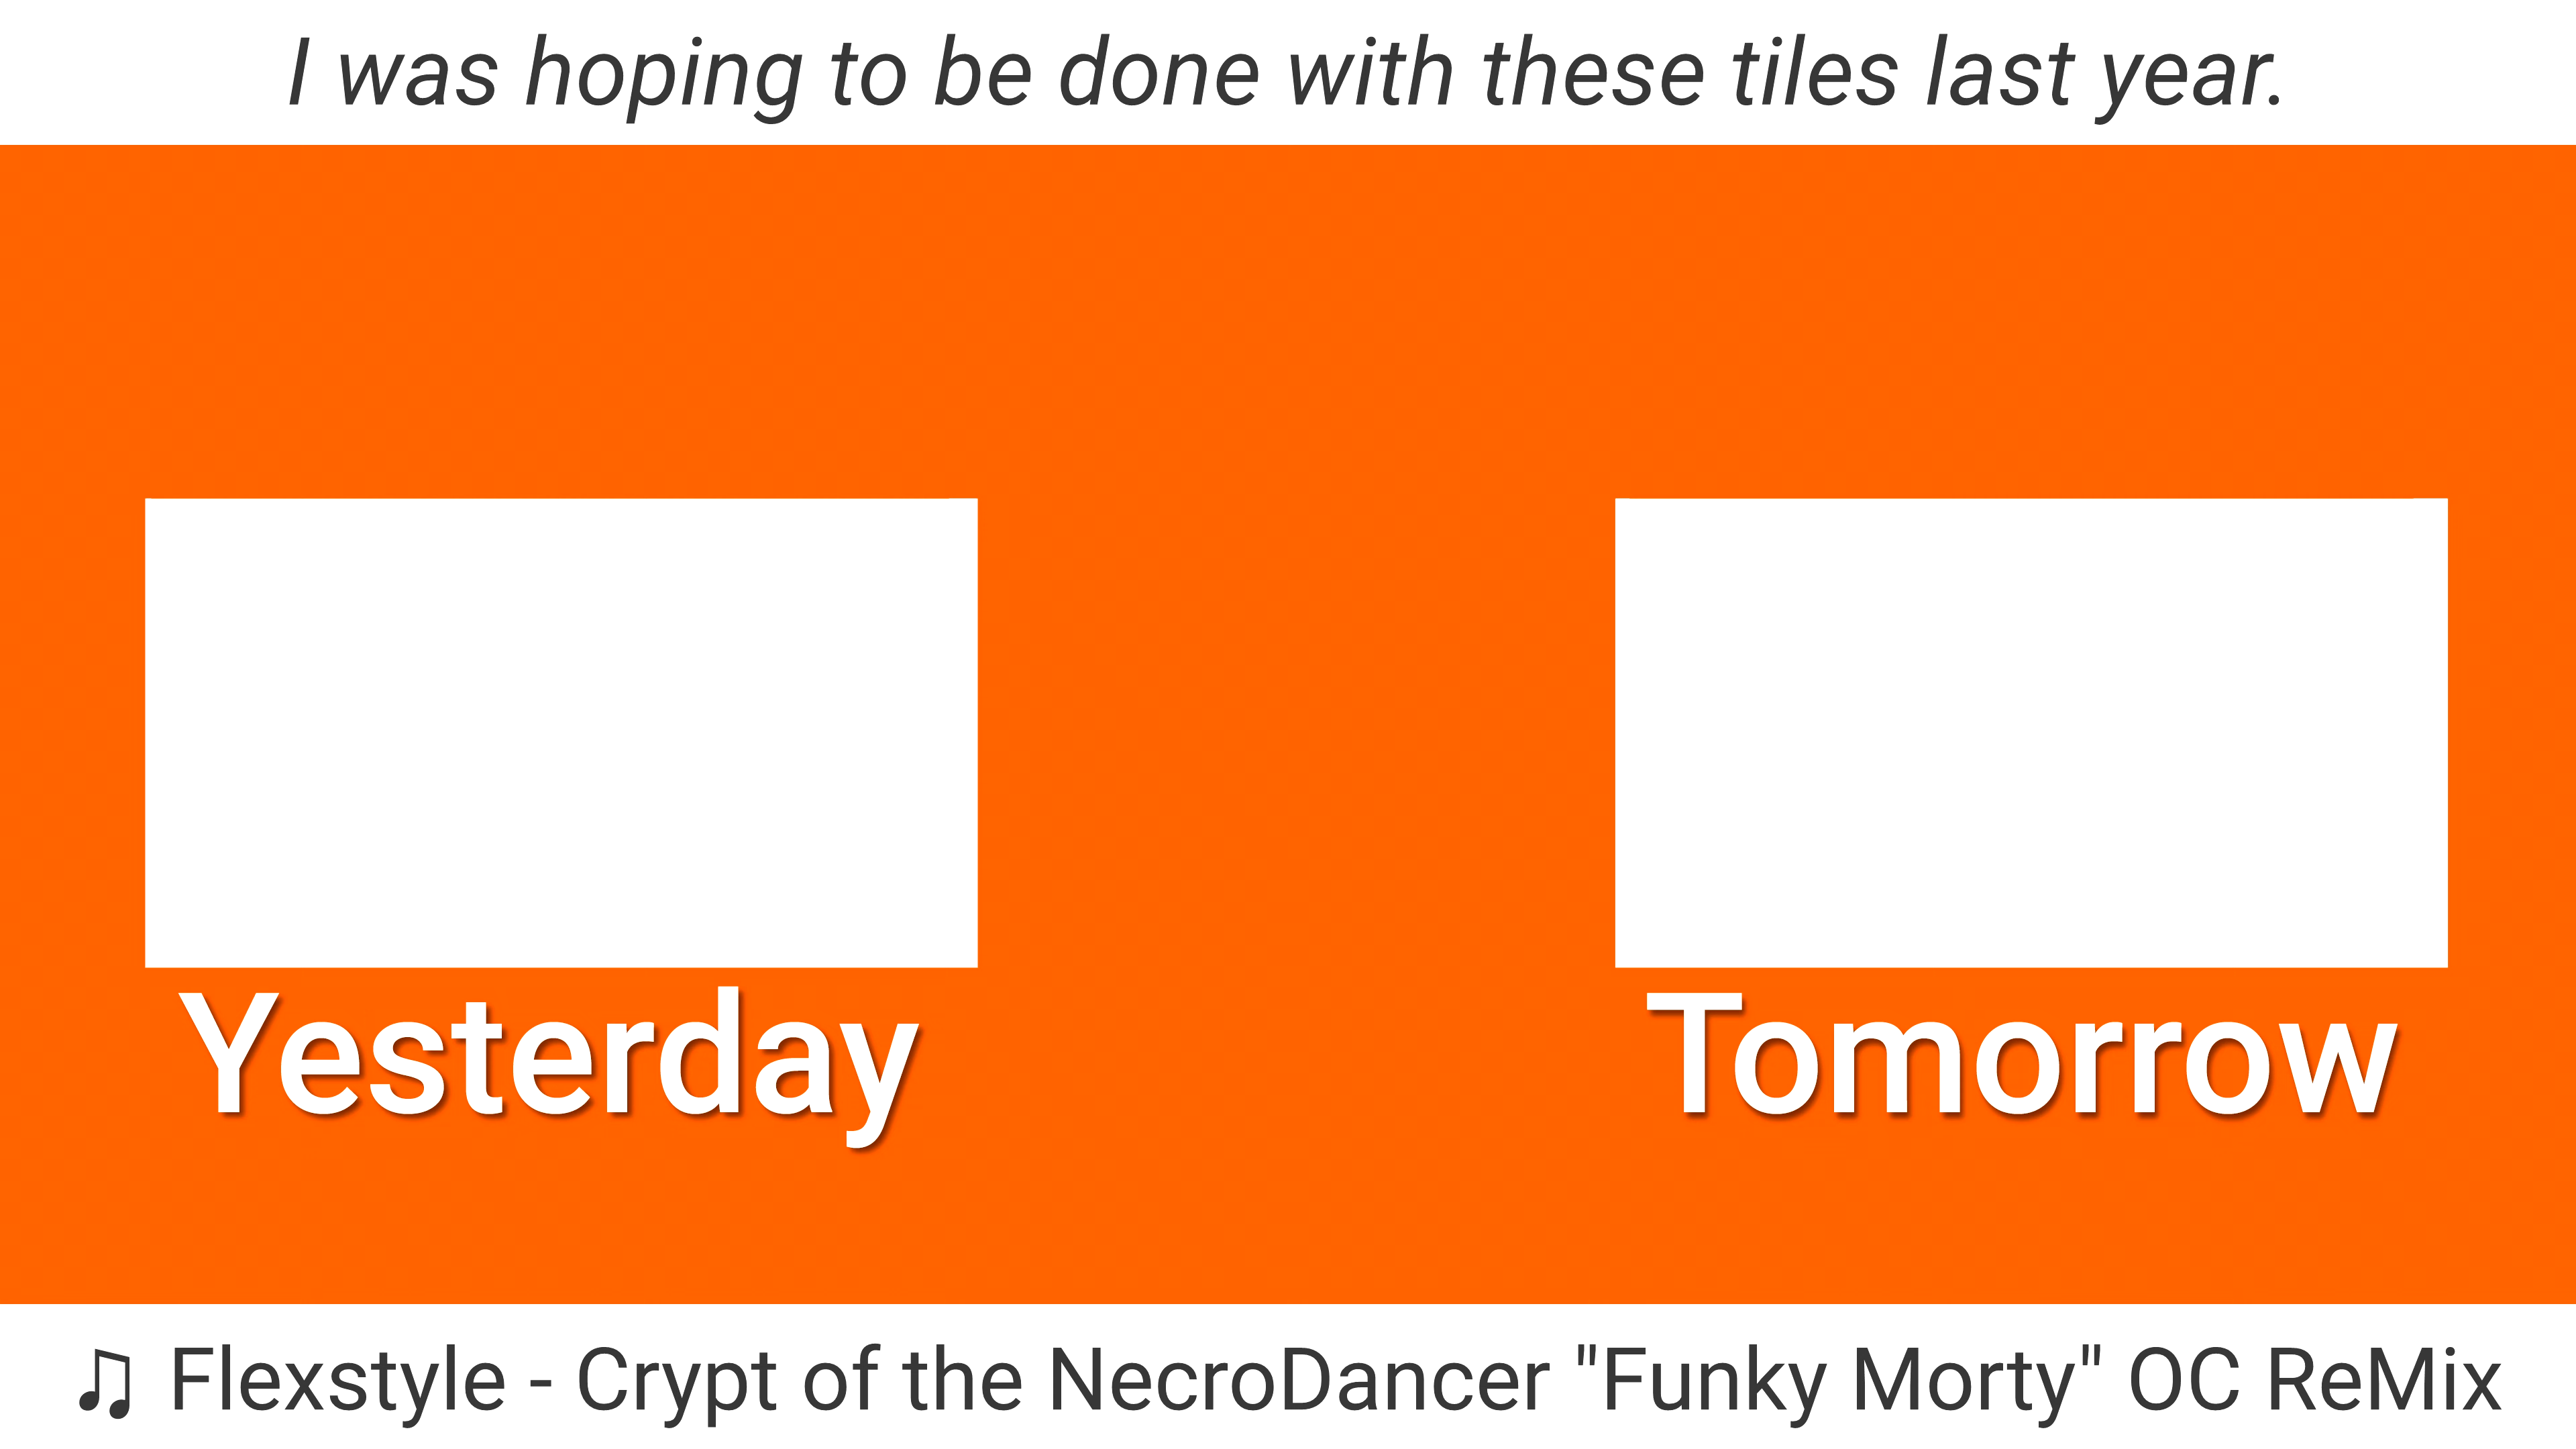 I was hoping to be done with these tiles last year.
Yesterday
Tomorrow
♫ Flexstyle - Crypt of the NecroDancer "Funky Morty" OC ReMix